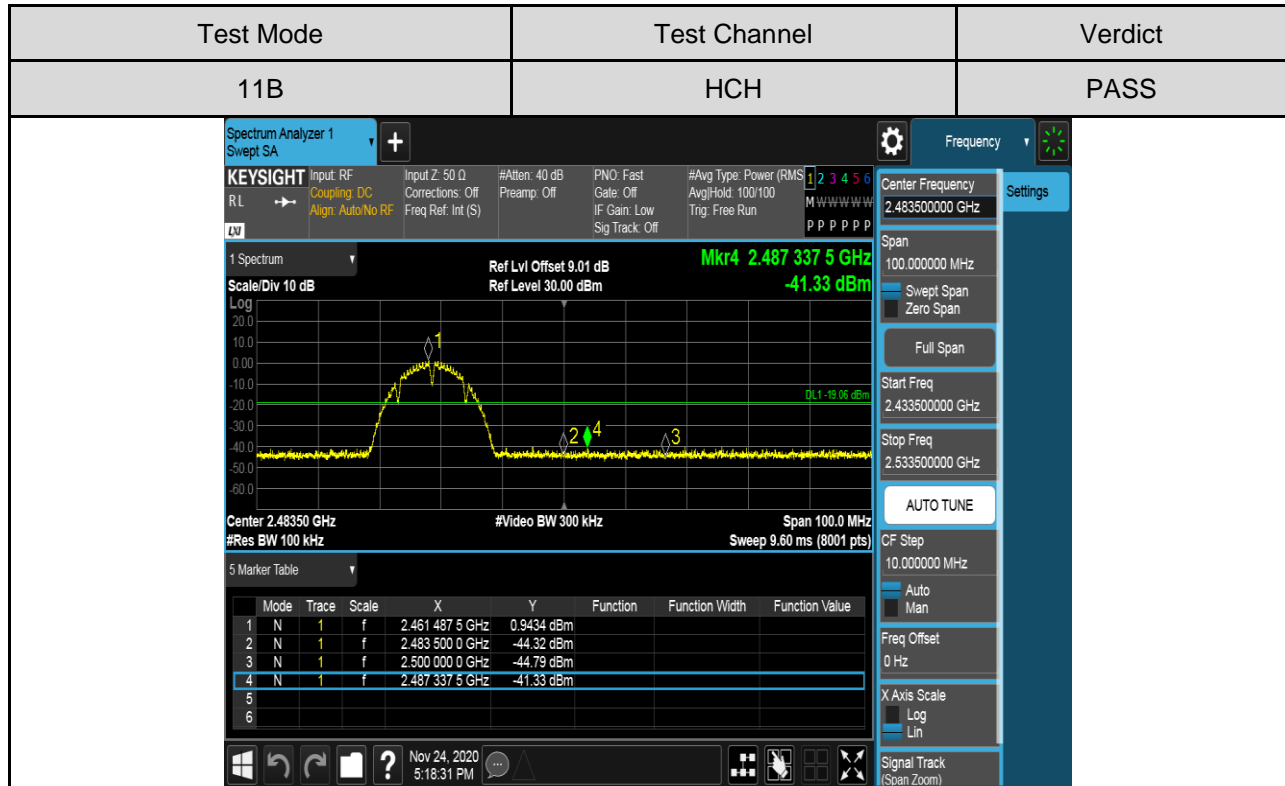 Test Mode Test Channel Verdict
11B HCH PASS
Spectrum Analyzer 1
Swept SA
+
Frequency
KEYSIGHT
RL
LXI
Input: RF
Coupling: DC
Align: Auto/No RF
Input Z: 50 Ω
Corrections: Off
Freq Ref: Int (S)
#Atten: 40 dB
Preamp: Off
PNO: Fast
Gate: Off
IF Gain: Low
Sig Track: Off
#Avg Type: Power (RMS
Avg|Hold: 100/100
Trig: Free Run
1 2 3 4 5 6
M W W W W W
P P P P P P
1 Spectrum
Scale/Div 10 dB
Ref Lvl Offset 9.01 dB
Ref Level 30.00 dBm
Mkr4 2.487 337 5 GHz
-41.33 dBm
Log
20.0
10.0
0.00
-10.0
-20.0
-30.0
-40.0
-50.0
-60.0
1
DL1 -19.06 dBm
2 4 3
Center 2.48350 GHz #Video BW 300 kHz Span 100.0 MHz
#Res BW 100 kHz Sweep 9.60 ms (8001 pts)
5 Marker Table
Mode Trace Scale X Y Function Function Width Function Value
1 N 1 f 2.461 487 5 GHz 0.9434 dBm
2 N 1 f 2.483 500 0 GHz -44.32 dBm
3 N 1 f 2.500 000 0 GHz -44.79 dBm
4 N 1 f 2.487 337 5 GHz -41.33 dBm
5
6
?
Nov 24, 2020
5:18:31 PM
Center Frequency
2.483500000 GHz
Settings
Span
100.000000 MHz
Swept Span
Zero Span
Full Span
Start Freq
2.433500000 GHz
Stop Freq
2.533500000 GHz
AUTO TUNE
CF Step
10.000000 MHz
Auto
Man
Freq Offset
0 Hz
X Axis Scale
Log
Lin
Signal Track
(Span Zoom)